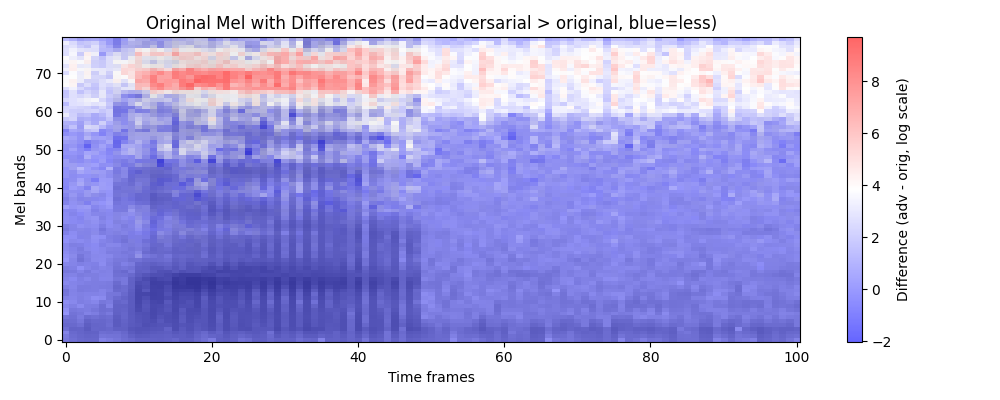 Original Mel with Differences (red=adversarial > original, blue=less)
Mel bands
70
60
50
40
30
20
10
0
0 20 40 60 80 100
Time frames
8
6
4
2
0
−2
Difference (adv - orig, log scale)